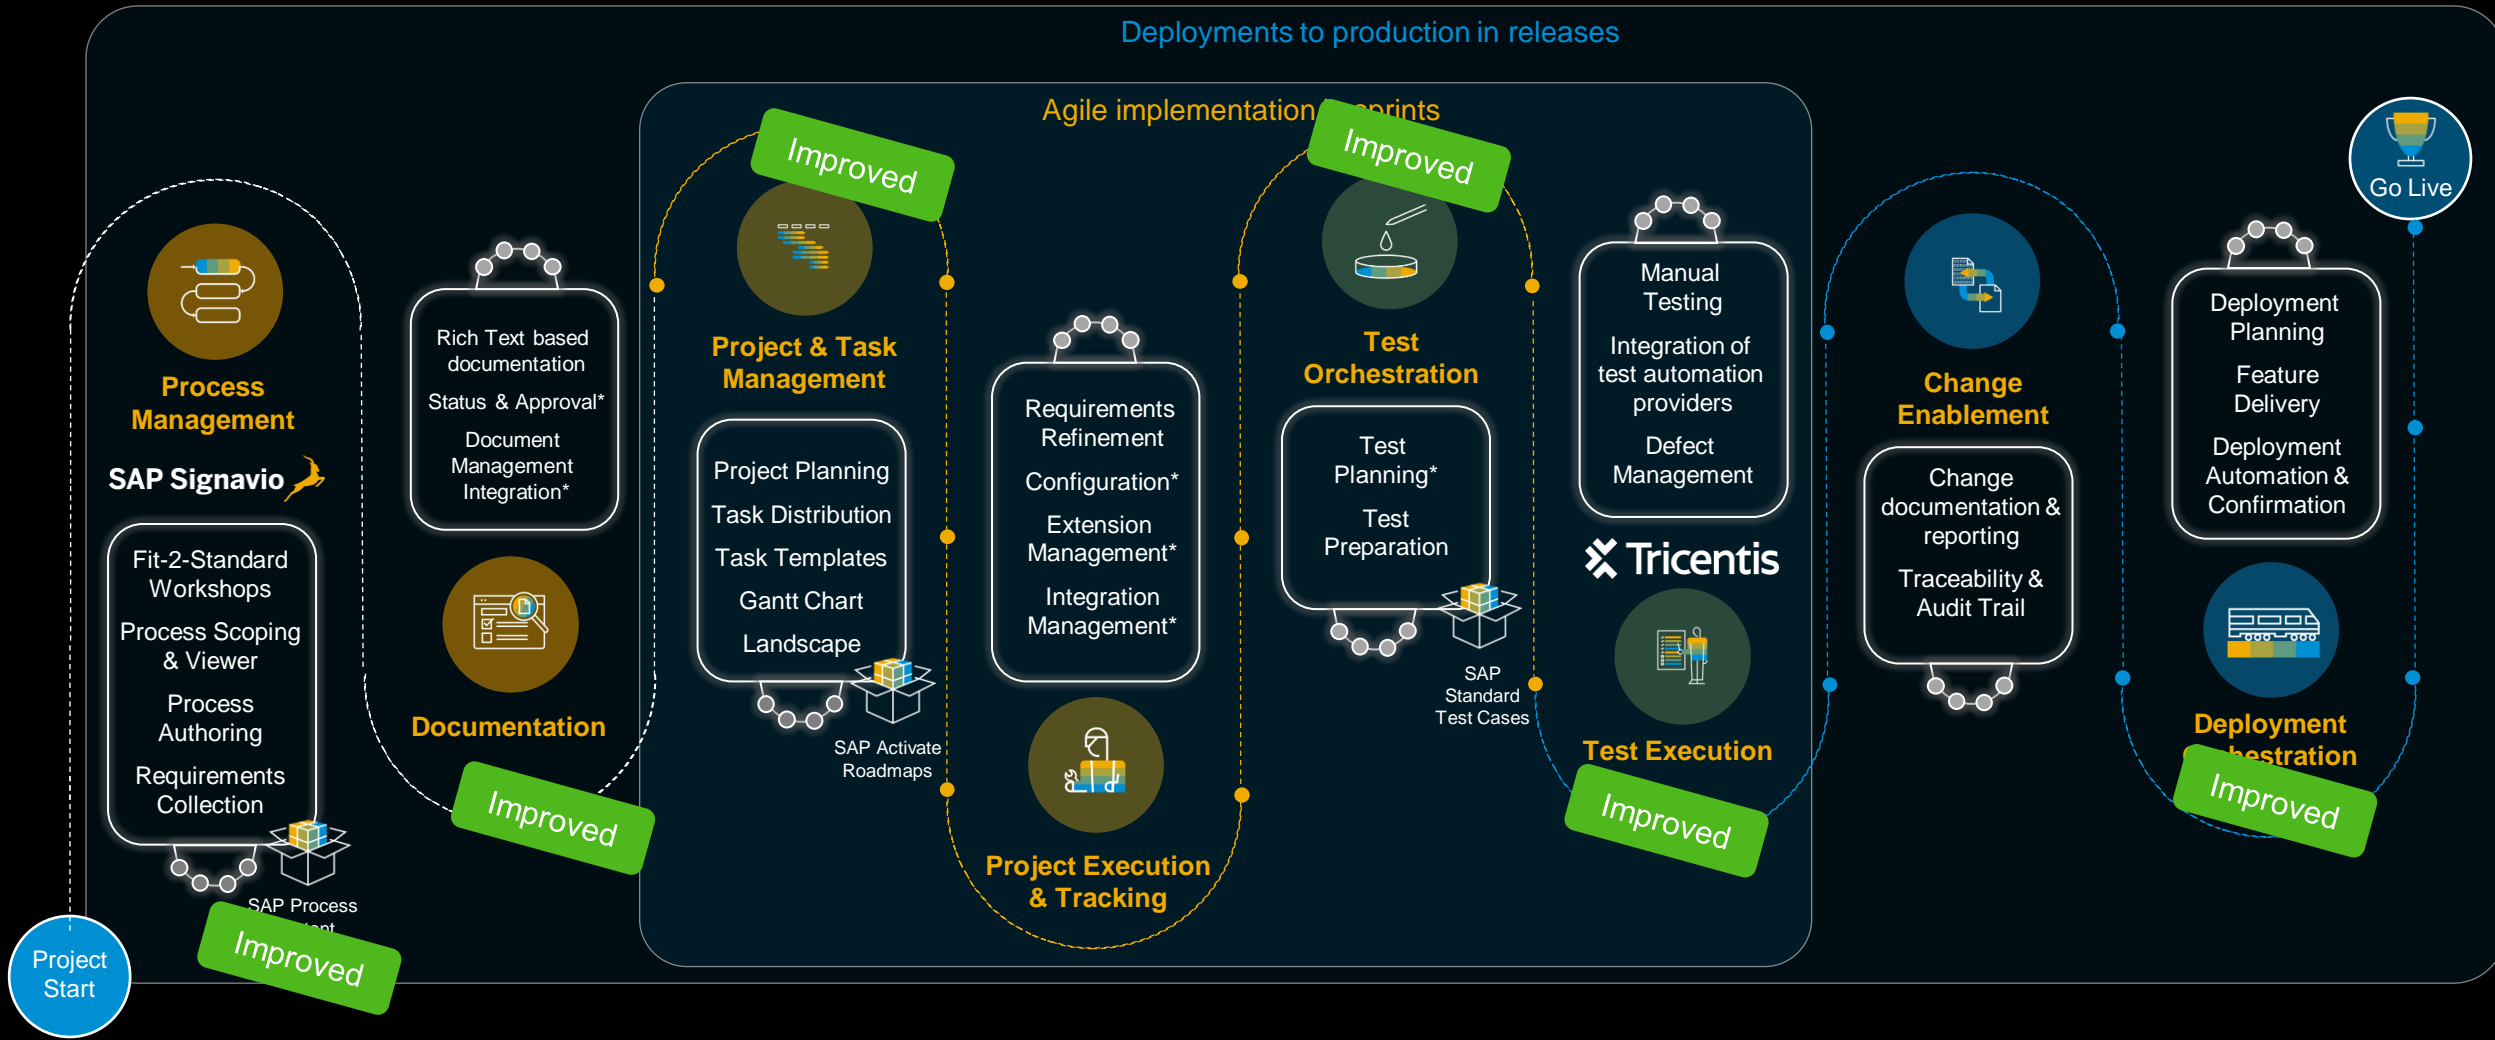 Deployments to production in releases
Agile implementation
Improved
Improved
Go Live
Process
Management
SAP Signavio
Fit-2-Standard
Workshops
Process Scoping
& Viewer
Process
Authoring
Requirements
Collection
SAP Process
Improved
Project
Start
Rich Text based
documentation
Status & Approval*
Document
Management
Integration*
Documentation
Improved
Project & Task
Management
Project Planning
Task Distribution
Task Templates
Gantt Chart
Landscape
SAP Activate
Roadmaps
Requirements
Refinement
Configuration*
Extension
Management*
Integration
Management*
Project Execution
& Tracking
Test
Orchestration
Test
Planning*
Test
Preparation
SAP
Standard
Test Cases
Manual
Testing
Integration of
test automation
providers
Defect
Management
Tricentis
Test Execution
Improved
Change
Enablement
Change
documentation &
reporting
Traceability &
Audit Trail
Deployment
Planning
Feature
Delivery
Deployment
Automation &
Confirmation
Deployment
Improved